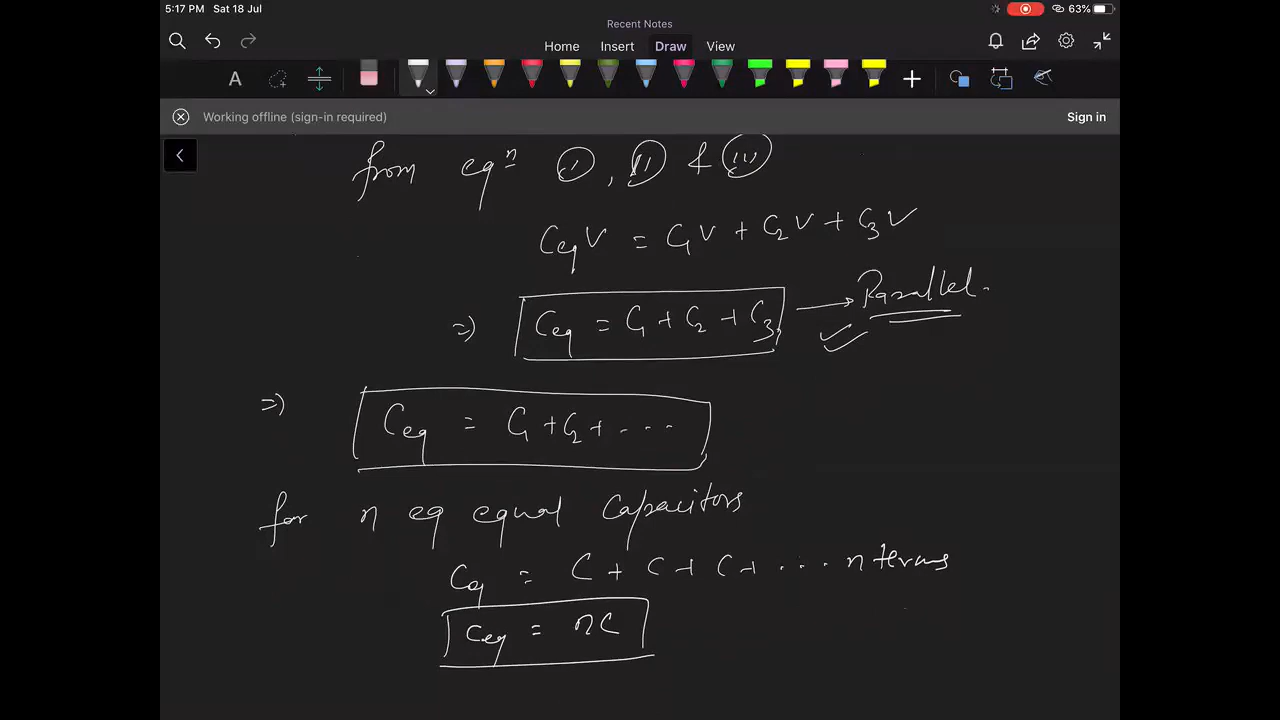 5:17 PM Sat 18 Jul
63%
Recent Notes
Home Insert Draw View
A
Working offline (sign-in required) Sign in
from eqⁿ (i), (ii) & (iii)
CeqV = C₁V + C₂V + C₃V
=) Ceq = C₁ + C₂ + C₃ → Parallel.
=) Ceq = C₁ + C₂ + . . . .
for n eq equal capacitors
Ceq = C + C + C + . . . . n terms
Ceq = nC